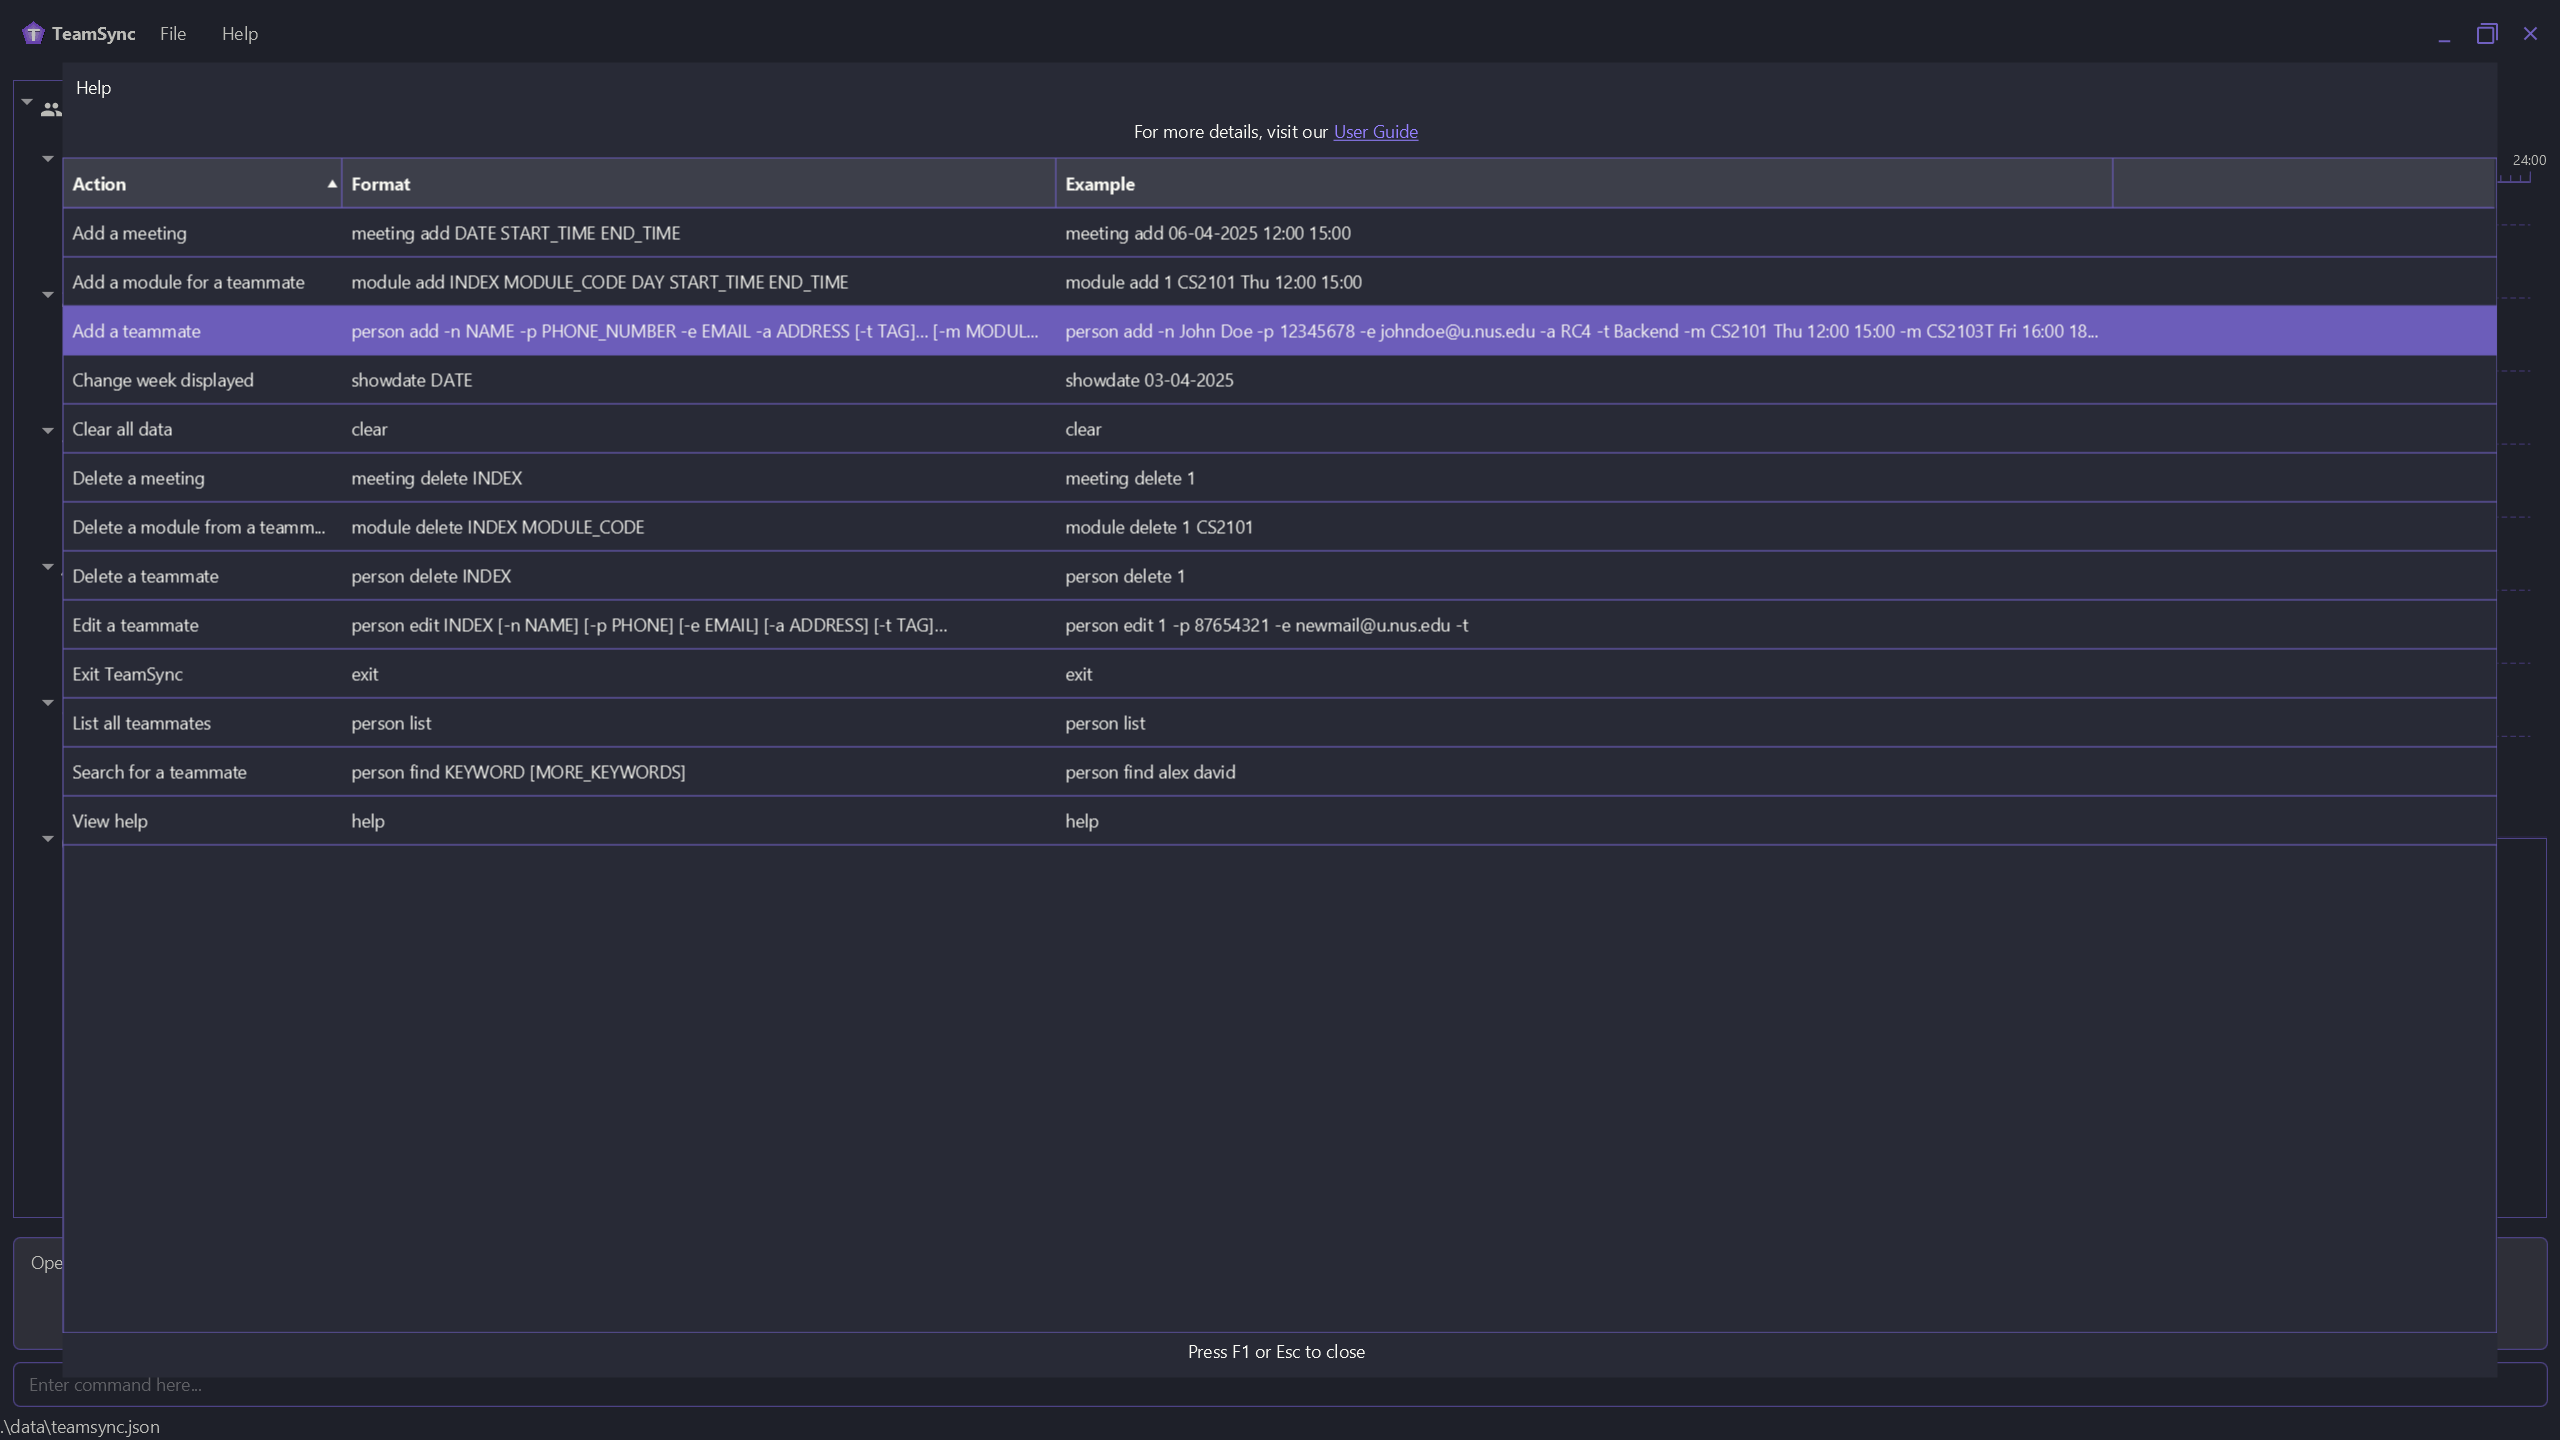 TeamSync File Help
Help
For more details, visit our User Guide
24:00
Action Format Example
Add a meeting meeting add DATE START_TIME END_TIME meeting add 06-04-2025 12:00 15:00
Add a module for a teammate module add INDEX MODULE_CODE DAY START_TIME END_TIME module add 1 CS2101 Thu 12:00 15:00
Add a teammate person add -n NAME -p PHONE_NUMBER -e EMAIL -a ADDRESS [-t TAG]... [-m MODUL... person add -n John Doe -p 12345678 -e johndoe@u.nus.edu -a RC4 -t Backend -m CS2101 Thu 12:00 15:00 -m CS2103T Fri 16:00 18...
Change week displayed showdate DATE showdate 03-04-2025
Clear all data clear clear
Delete a meeting meeting delete INDEX meeting delete 1
Delete a module from a teamm... module delete INDEX MODULE_CODE module delete 1 CS2101
Delete a teammate person delete INDEX person delete 1
Edit a teammate person edit INDEX [-n NAME] [-p PHONE] [-e EMAIL] [-a ADDRESS] [-t TAG]... person edit 1 -p 87654321 -e newmail@u.nus.edu -t
Exit TeamSync exit exit
List all teammates person list person list
Search for a teammate person find KEYWORD [MORE_KEYWORDS] person find alex david
View help help help
Ope
Press F1 or Esc to close
Enter command here...
.\data\teamsync.json